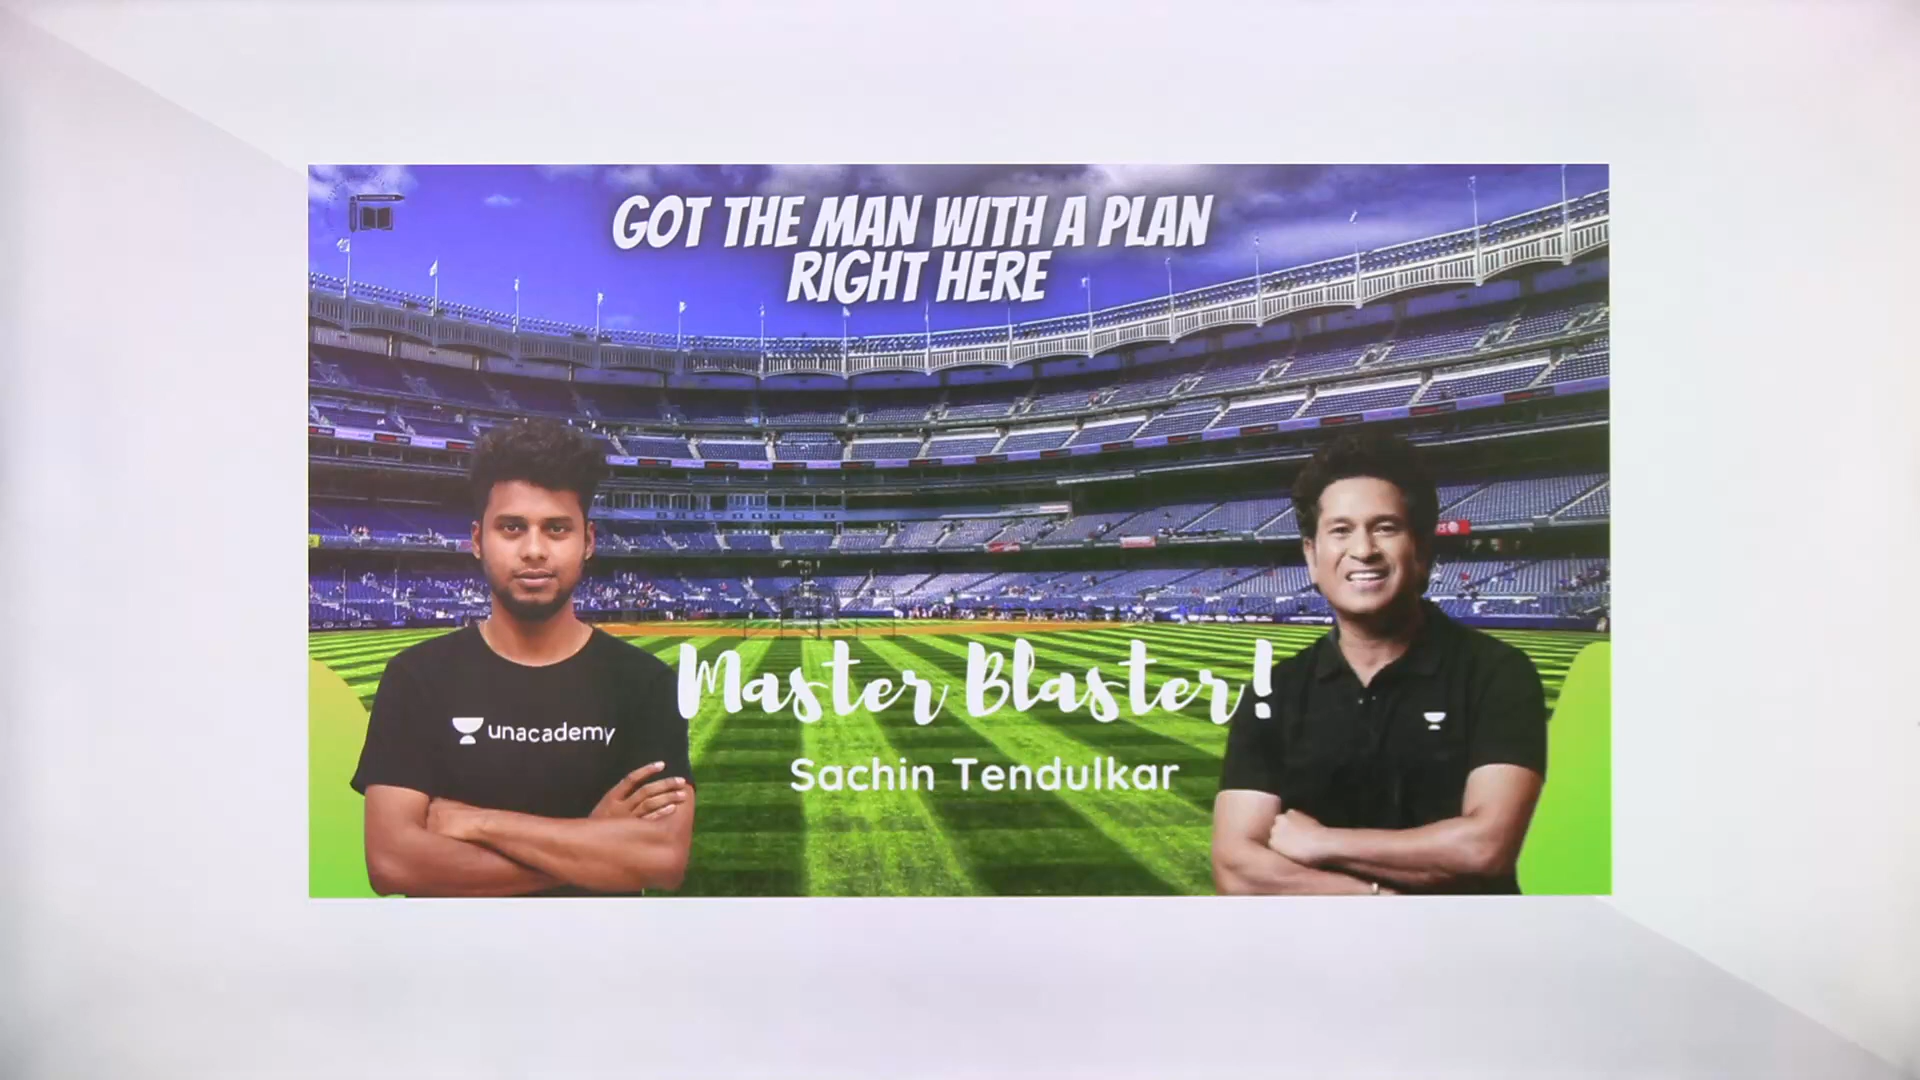 GOT THE MAN WITH A PLAN
RIGHT HERE
Master Blaster!
unacademy
Sachin Tendulkar